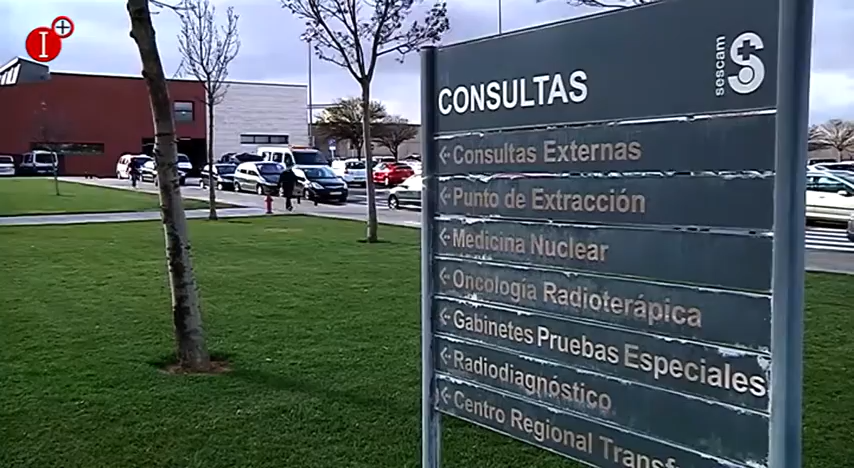 I+
CONSULTAS
sescam
S
Consultas Externas
Punto de Extracción
Medicina Nuclear
Oncología Radioterápica
Gabinetes Pruebas Especiales
Radiodiagnóstico
Centro Regional